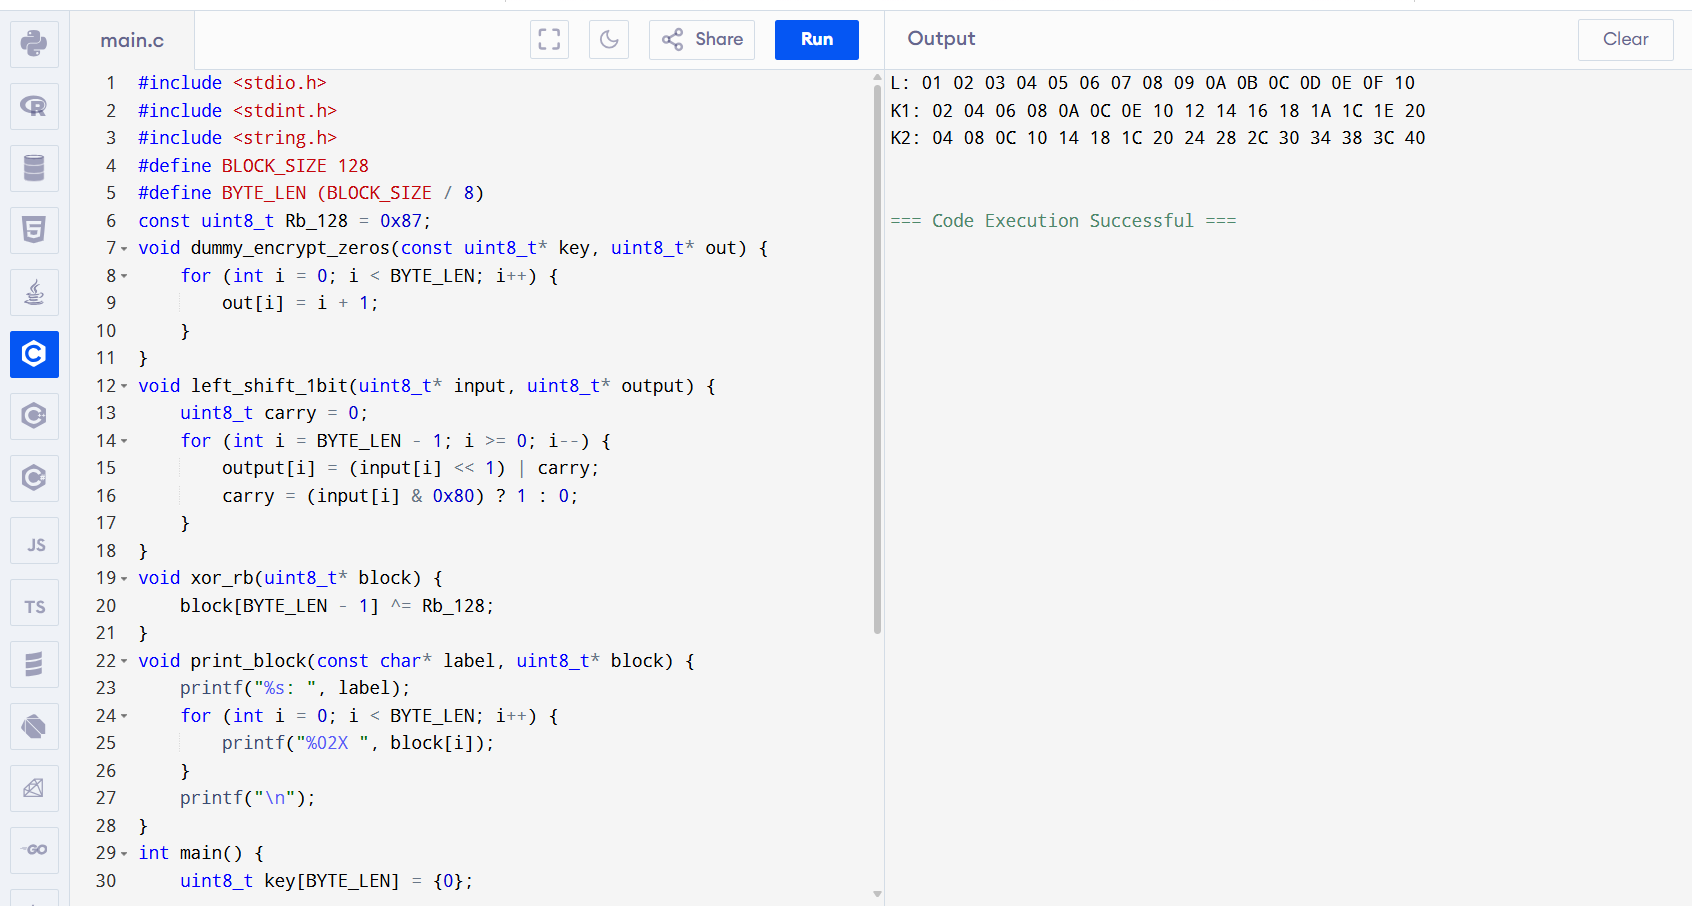 main.c
Share
Run
Output
Clear
JS
TS
GO
1 #include <stdio.h>
2 #include <stdint.h>
3 #include <string.h>
4 #define BLOCK_SIZE 128
5 #define BYTE_LEN (BLOCK_SIZE / 8)
6 const uint8_t Rb_128 = 0x87;
7 void dummy_encrypt_zeros(const uint8_t* key, uint8_t* out) {
8     for (int i = 0; i < BYTE_LEN; i++) {
9         out[i] = i + 1;
10     }
11 }
12 void left_shift_1bit(uint8_t* input, uint8_t* output) {
13     uint8_t carry = 0;
14     for (int i = BYTE_LEN - 1; i >= 0; i--) {
15         output[i] = (input[i] << 1) | carry;
16         carry = (input[i] & 0x80) ? 1 : 0;
17     }
18 }
19 void xor_rb(uint8_t* block) {
20     block[BYTE_LEN - 1] ^= Rb_128;
21 }
22 void print_block(const char* label, uint8_t* block) {
23     printf("%s: ", label);
24     for (int i = 0; i < BYTE_LEN; i++) {
25         printf("%02X ", block[i]);
26     }
27     printf("\n");
28 }
29 int main() {
30     uint8_t key[BYTE_LEN] = {0};
L: 01 02 03 04 05 06 07 08 09 0A 0B 0C 0D 0E 0F 10
K1: 02 04 06 08 0A 0C 0E 10 12 14 16 18 1A 1C 1E 20
K2: 04 08 0C 10 14 18 1C 20 24 28 2C 30 34 38 3C 40
=== Code Execution Successful ===